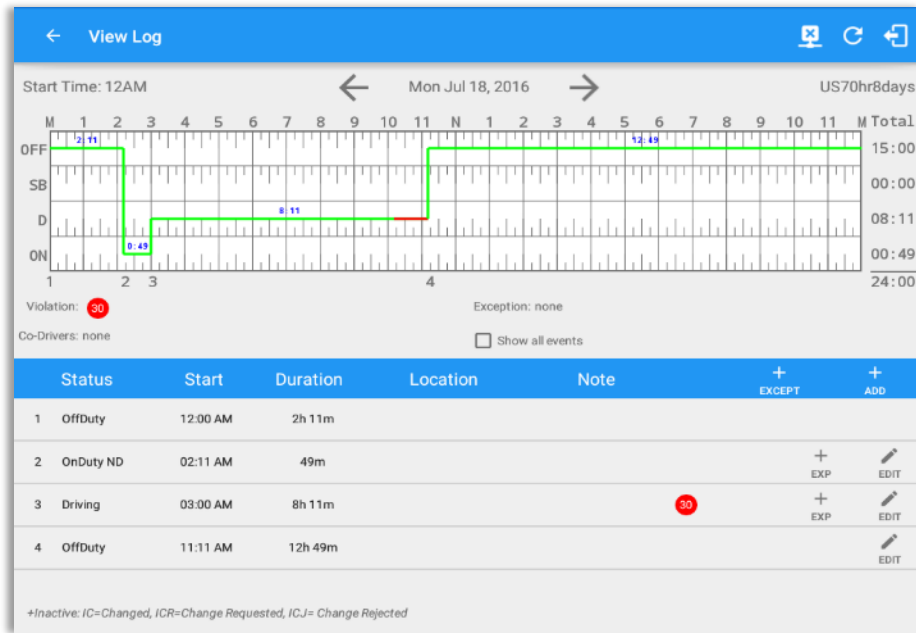 View Log
Start Time: 12AM Mon Jul 18, 2016 US70hr8days
M 1 2 3 4 5 6 7 8 9 10 11 N 1 2 3 4 5 6 7 8 9 10 11 M Total
OFF 2:11 12:49 15:00
SB 00:00
D 8:11 08:11
ON 0:49 00:49
1 2 3 4 24:00
Violation: 30 Exception: none
Co-Drivers: none Show all events
Status Start Duration Location Note + EXCEPT + ADD
1 OffDuty 12:00 AM 2h 11m
2 OnDuty ND 02:11 AM 49m + EXP EDIT
3 Driving 03:00 AM 8h 11m 30 + EXP EDIT
4 OffDuty 11:11 AM 12h 49m EDIT
+Inactive: IC=Changed, ICR=Change Requested, ICJ= Change Rejected